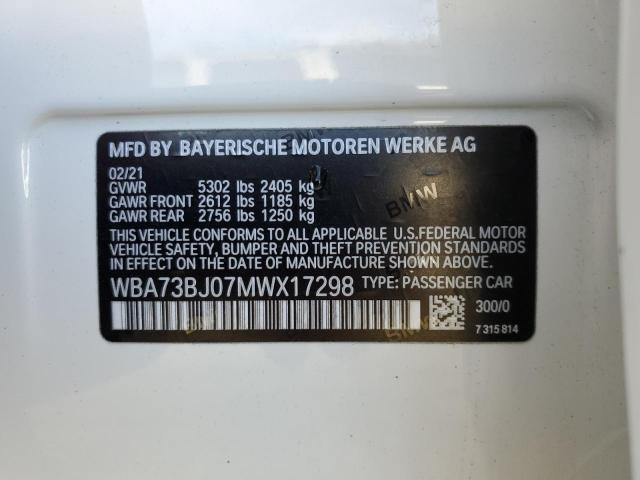 MFD BY BAYERISCHE MOTOREN WERKE AG
02/21
GVWR 5302 lbs 2405 kg
GAWR FRONT 2612 lbs 1185 kg
GAWR REAR 2756 lbs 1250 kg
THIS VEHICLE CONFORMS TO ALL APPLICABLE U.S.FEDERAL MOTOR
VEHICLE SAFETY, BUMPER AND THEFT PREVENTION STANDARDS
IN EFFECT ON THE DATE OF MANUFACTURE SHOWN ABOVE.
WBA73BJ07MWX17298 TYPE: PASSENGER CAR
300/0
7 315 814
BMW
BMW